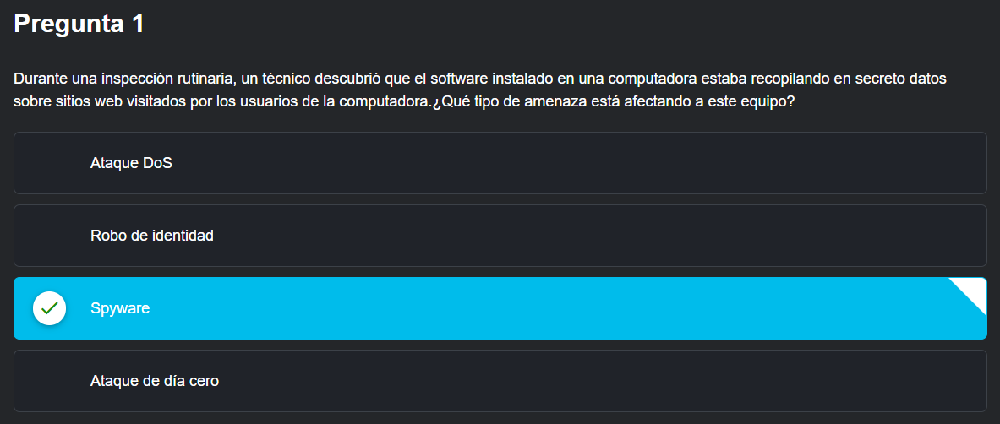 Pregunta 1
Durante una inspección rutinaria, un técnico descubrió que el software instalado en una computadora estaba recopilando en secreto datos
sobre sitios web visitados por los usuarios de la computadora.¿Qué tipo de amenaza está afectando a este equipo?
Ataque DoS
Robo de identidad
Spyware
Ataque de día cero